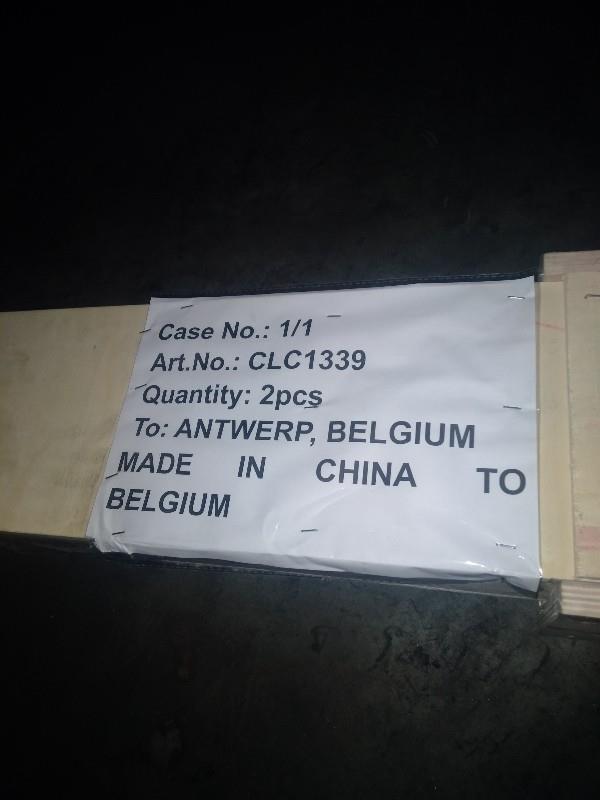 Case No.: 1/1
Art.No.: CLC1339
Quantity: 2pcs
To: ANTWERP, BELGIUM
MADE IN CHINA TO
BELGIUM